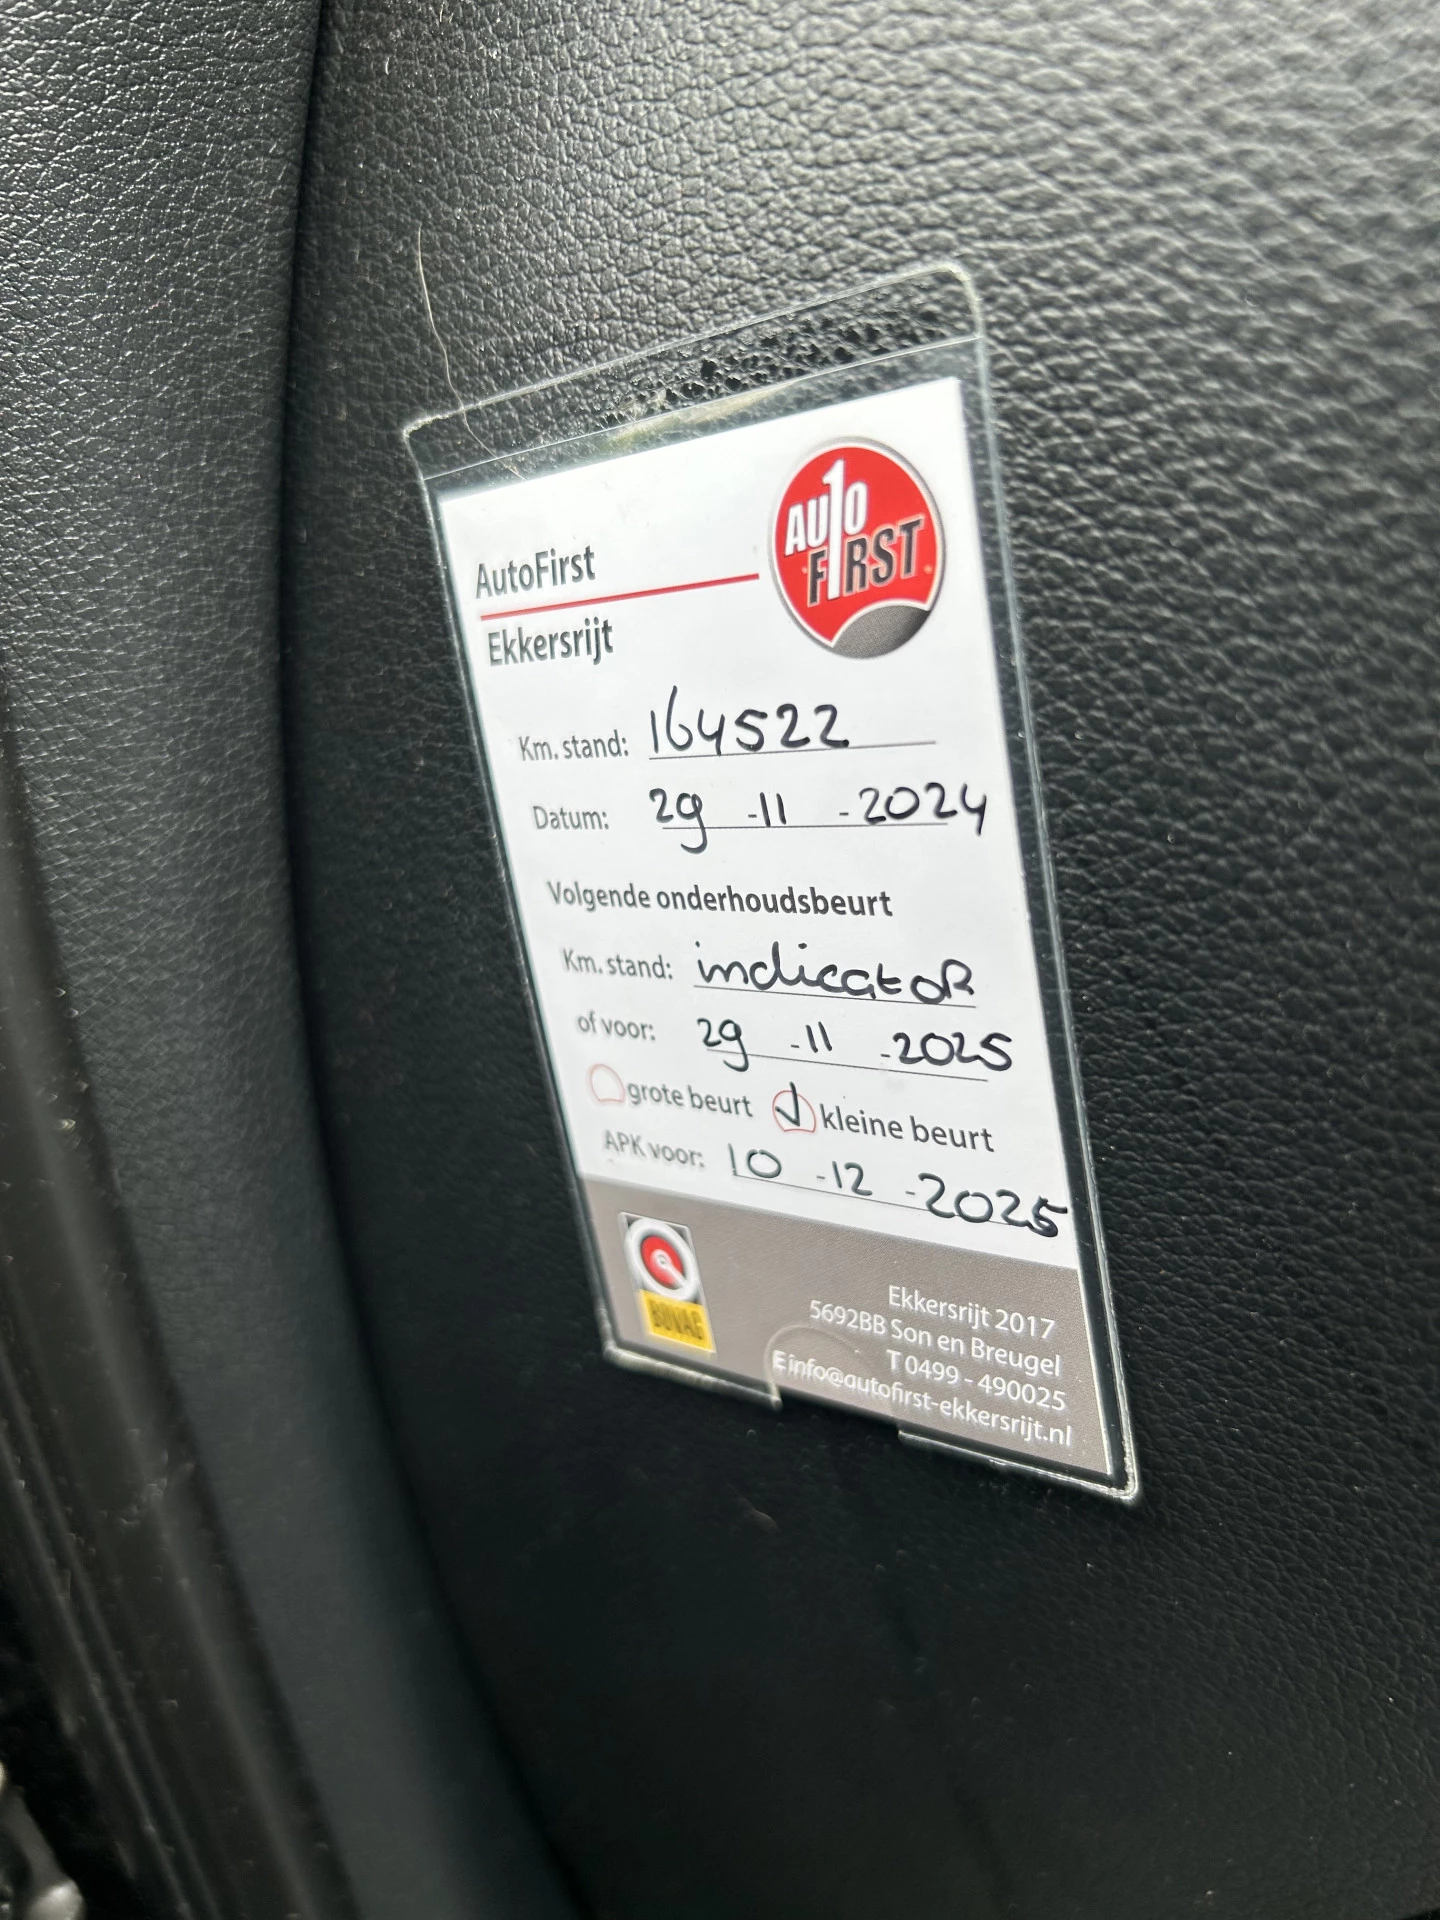 AUTO
FIRST
AutoFirst
Ekkersrijt
Km. stand: 164522
Datum: 29 -11 -2024
Volgende onderhoudsbeurt
Km. stand: indicatoR
of voor: 29 -11 -2025
grote beurt kleine beurt
APK voor: 10 -12 -2025
BOVAG
Ekkersrijt 2017
5692BB Son en Breugel
T 0499 - 490025
E info@autofirst-ekkersrijt.nl